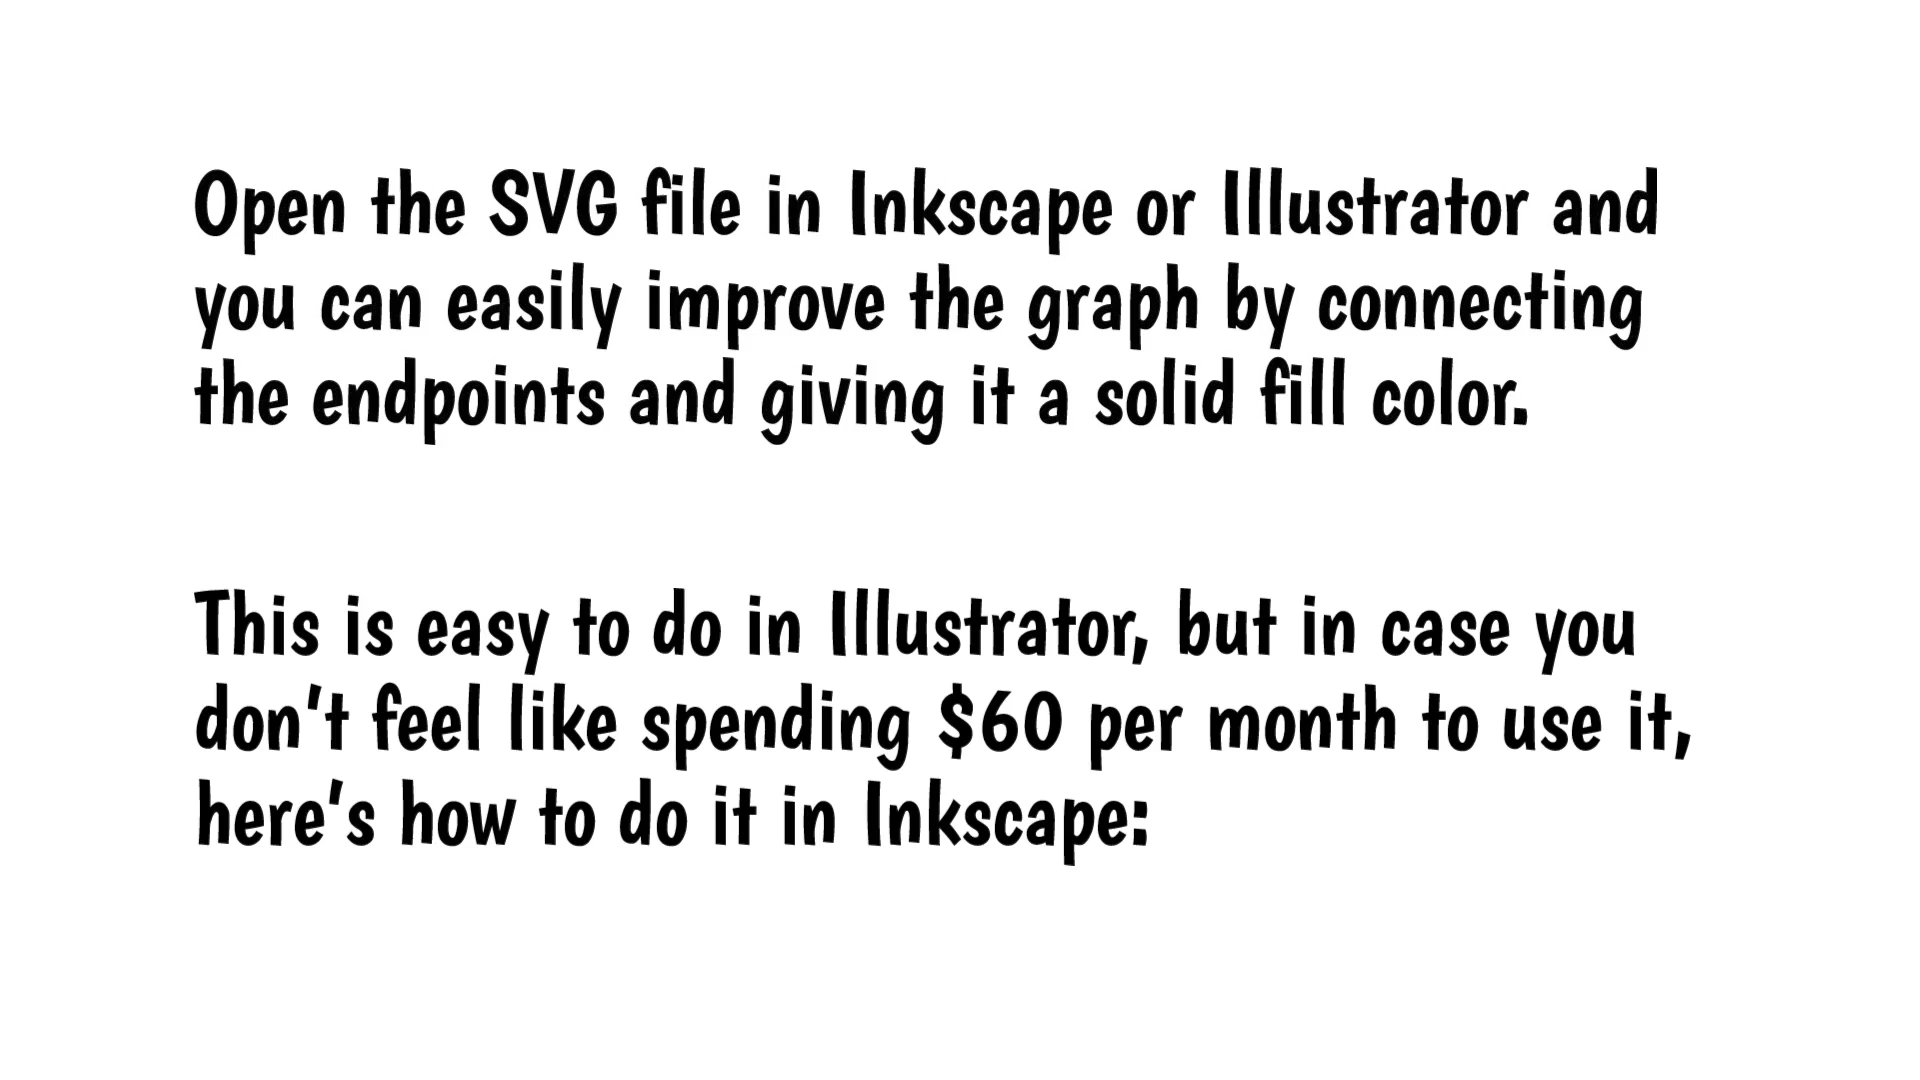 Open the SVG file in Inkscape or Illustrator and
you can easily improve the graph by connecting
the endpoints and giving it a solid fill color.
This is easy to do in Illustrator, but in case you
don't feel like spending $60 per month to use it,
here's how to do it in Inkscape: